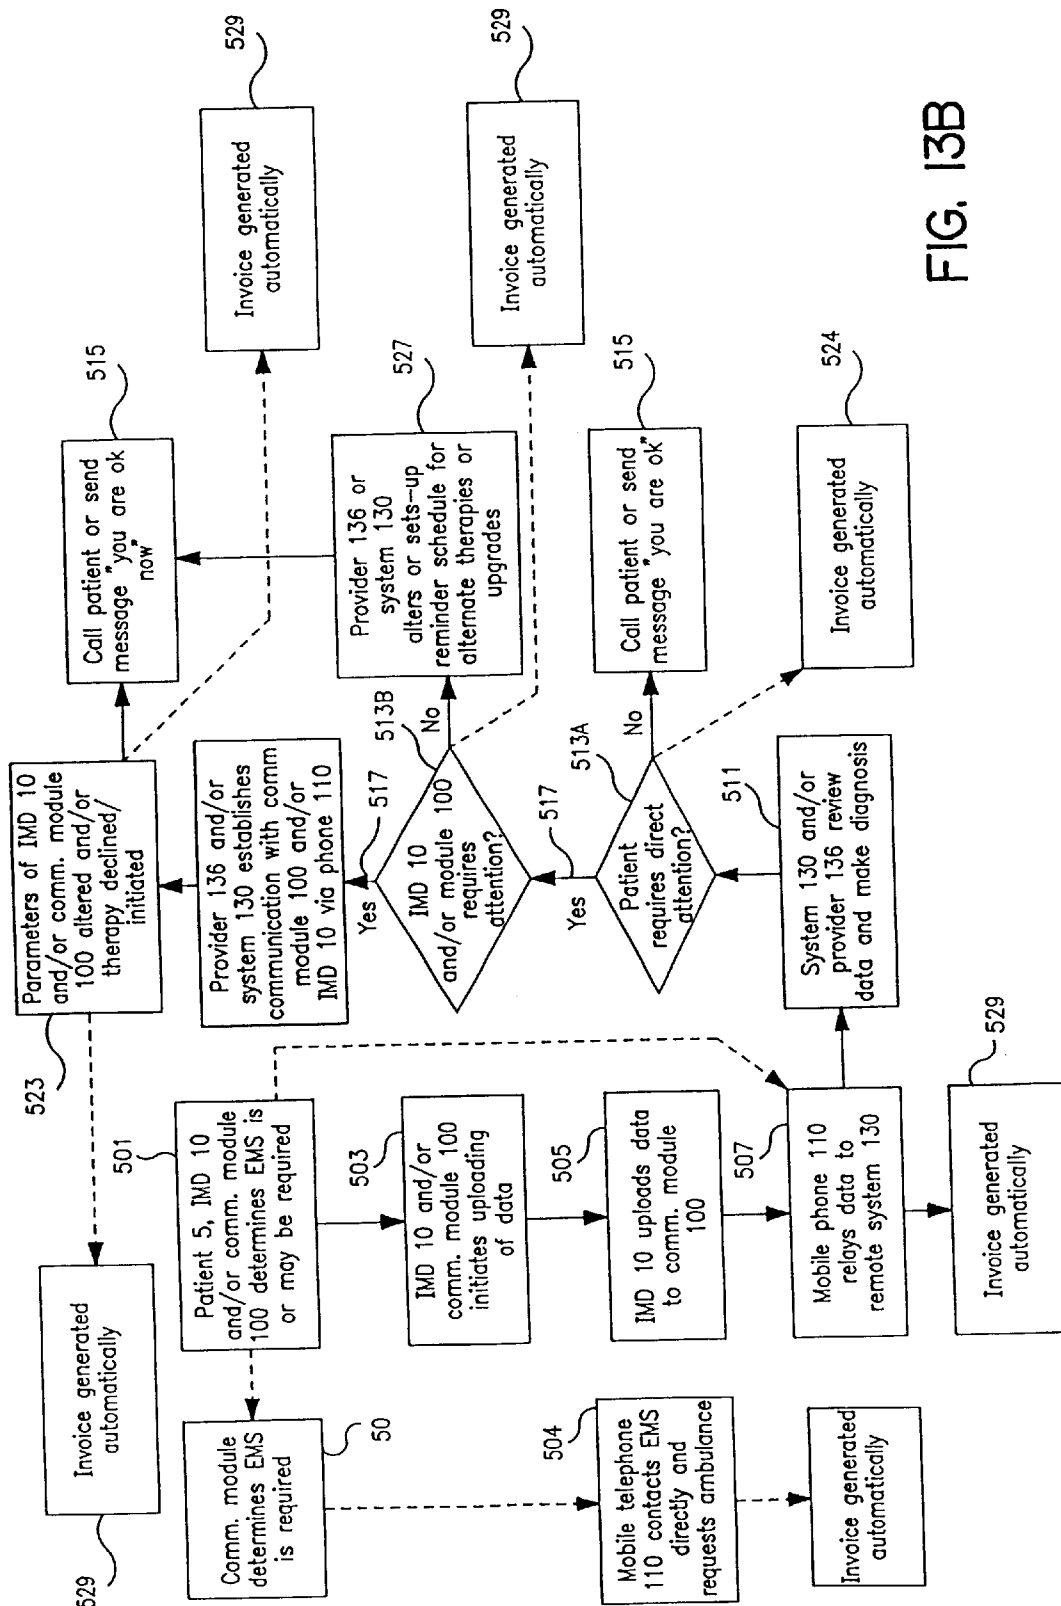 529
Invoice generated
automatically
523
Parameters of IMD 10
and/or comm. module
100 altered and/or
therapy declined/
initiated
Call patient or send
message "you are ok
now"
515
Invoice generated
automatically
529
Comm. module
determines EMS
is required
50
Patient 5, IMD 10
and/or comm. module
100 determines EMS is
or may be required
501
Provider 136 and/or
system 130 establishes
communication with comm
module 100 and/or
IMD 10 via phone 110
517
Yes
IMD 10
and/or module 100
requires
attention?
513B
No
Provider 136 or
system 130
alters or sets-up
reminder schedule for
alternate therapies or
upgrades
527
Invoice generated
automatically
529
IMD 10 and/or
comm. module 100
initiates uploading
of data
503
IMD 10 uploads data
to comm. module
100
505
Yes
517
Patient
requires direct
attention?
513A
No
Call patient or send
message "you are ok"
515
Invoice generated
automatically
524
Mobile telephone
110 contacts EMS
directly and
requests ambulance
504
Mobile phone 110
relays data to
remote system 130
507
System 130 and/or
provider 136 review
data and make diagnosis
511
Invoice generated
automatically
Invoice generated
automatically
529
FIG. 13B